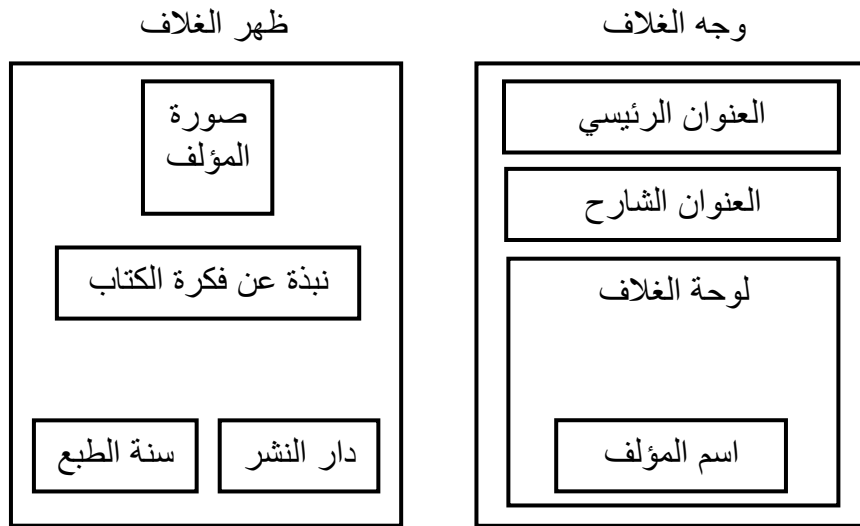 وجه الغلاف
العنوان الرئيسي
العنوان الشارح
لوحة الغلاف
اسم المؤلف
ظهر الغلاف
صورة
المؤلف
نبذة عن فكرة الكتاب
دار النشر
سنة الطبع